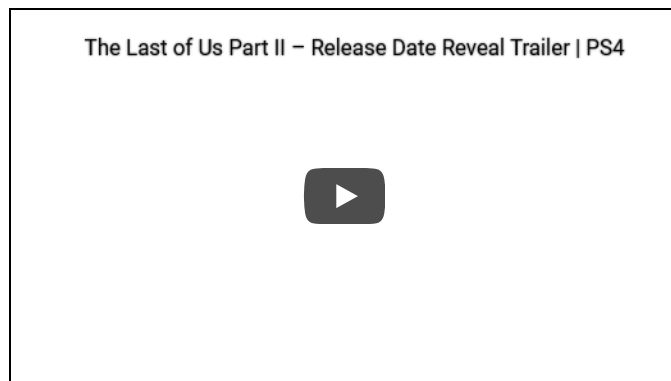 The Last of Us Part II – Release Date Reveal Trailer | PS4